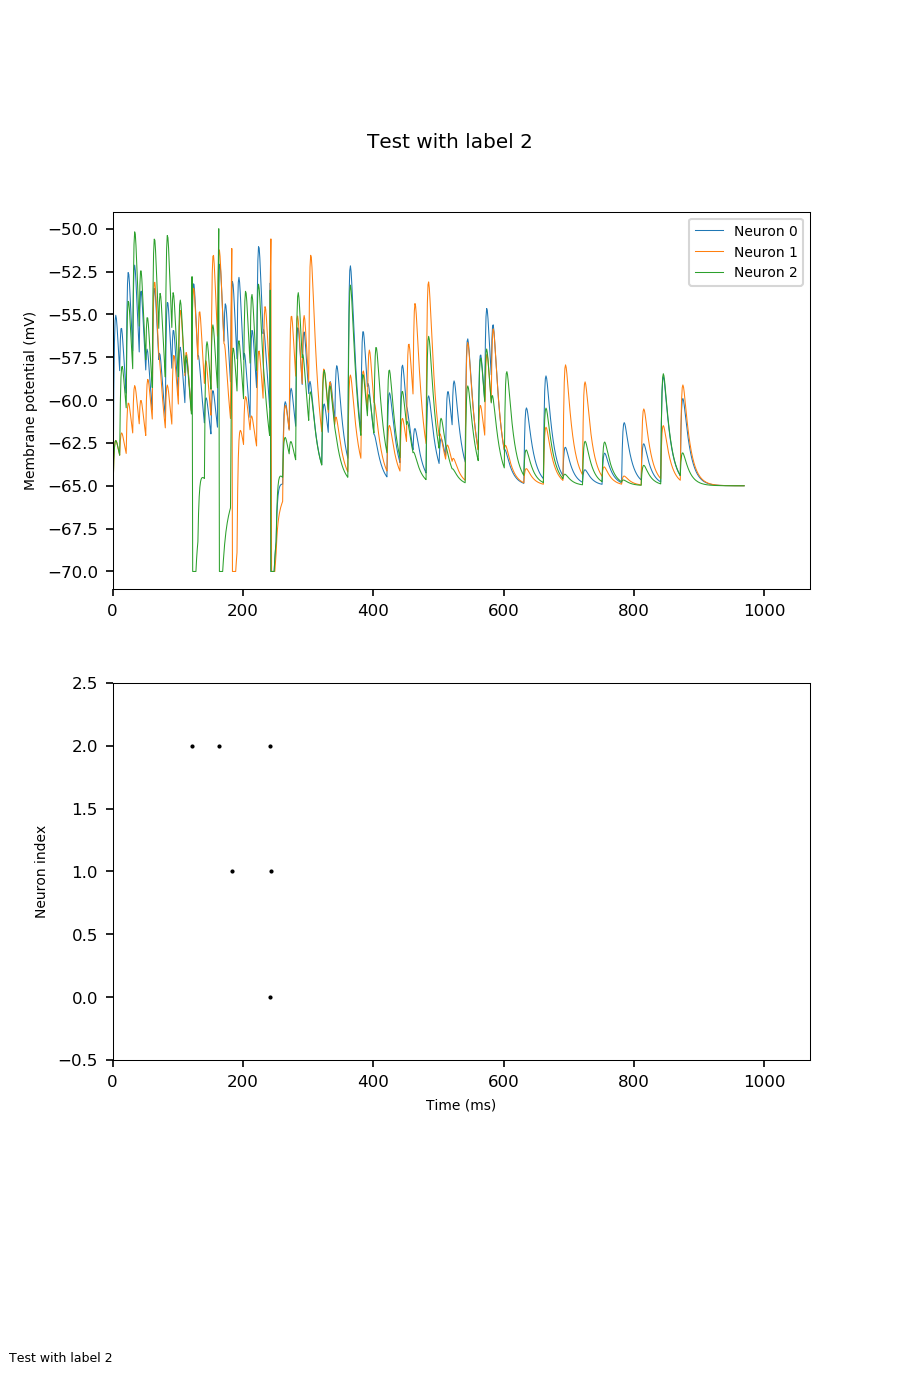 Test with label 2
−50.0
−52.5
−55.0
−57.5
−60.0
−62.5
−65.0
−67.5
−70.0
Membrane potential (mV)
Neuron 0
Neuron 1
Neuron 2
0 200 400 600 800 1000
2.5
2.0
1.5
1.0
0.5
0.0
−0.5
Neuron index
0 200 400 600 800 1000
Time (ms)
Test with label 2